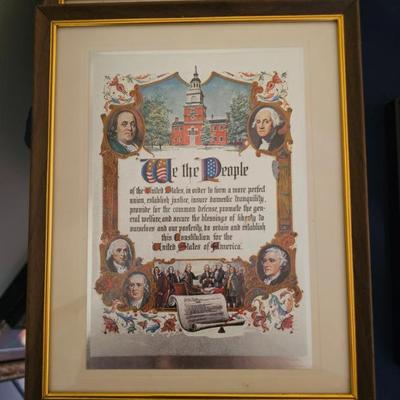 We the People
of the United States, in order to form a more perfect
union, establish justice, insure domestic tranquility,
provide for the common defense, promote the gen-
eral welfare, and secure the blessings of liberty to
ourselves and our posterity, do ordain and establish
this Constitution for the
United States of America.